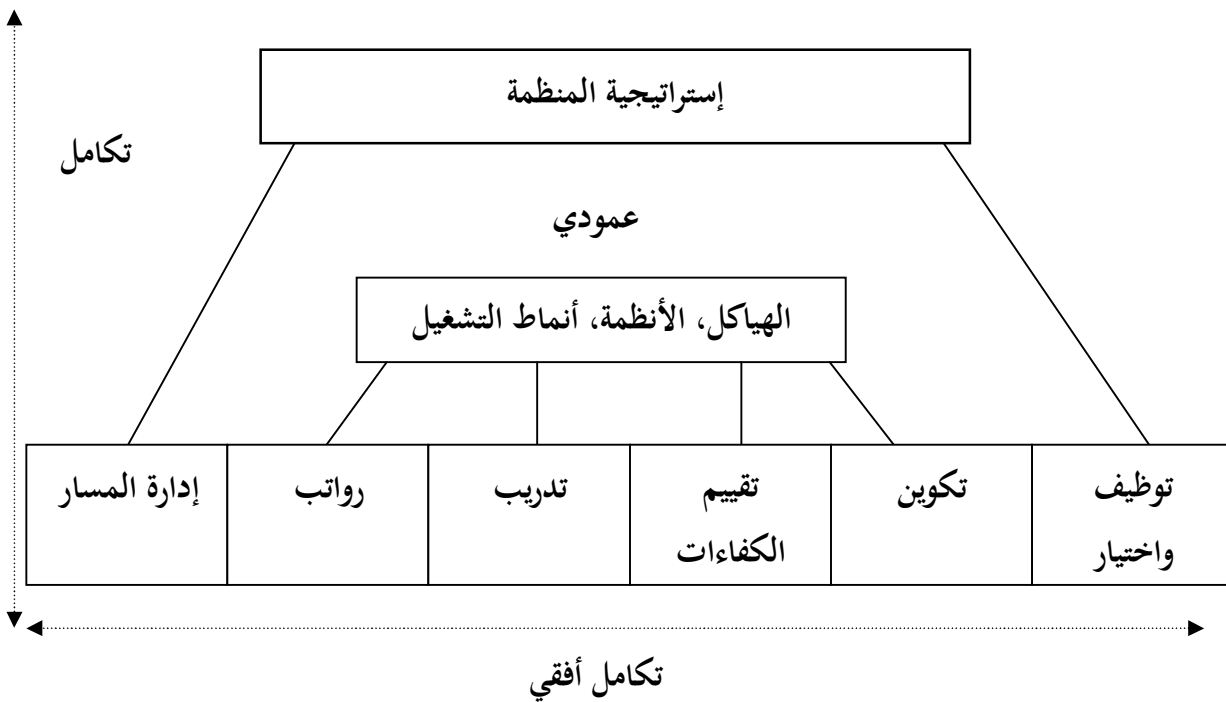 إستراتيجية المنظمة
تكامل
عمودي
الهياكل، الأنظمة، أنماط التشغيل
توظيف
واختيار
تكوين
تقييم
الكفاءات
تدريب
رواتب
إدارة المسار
تكامل أفقي